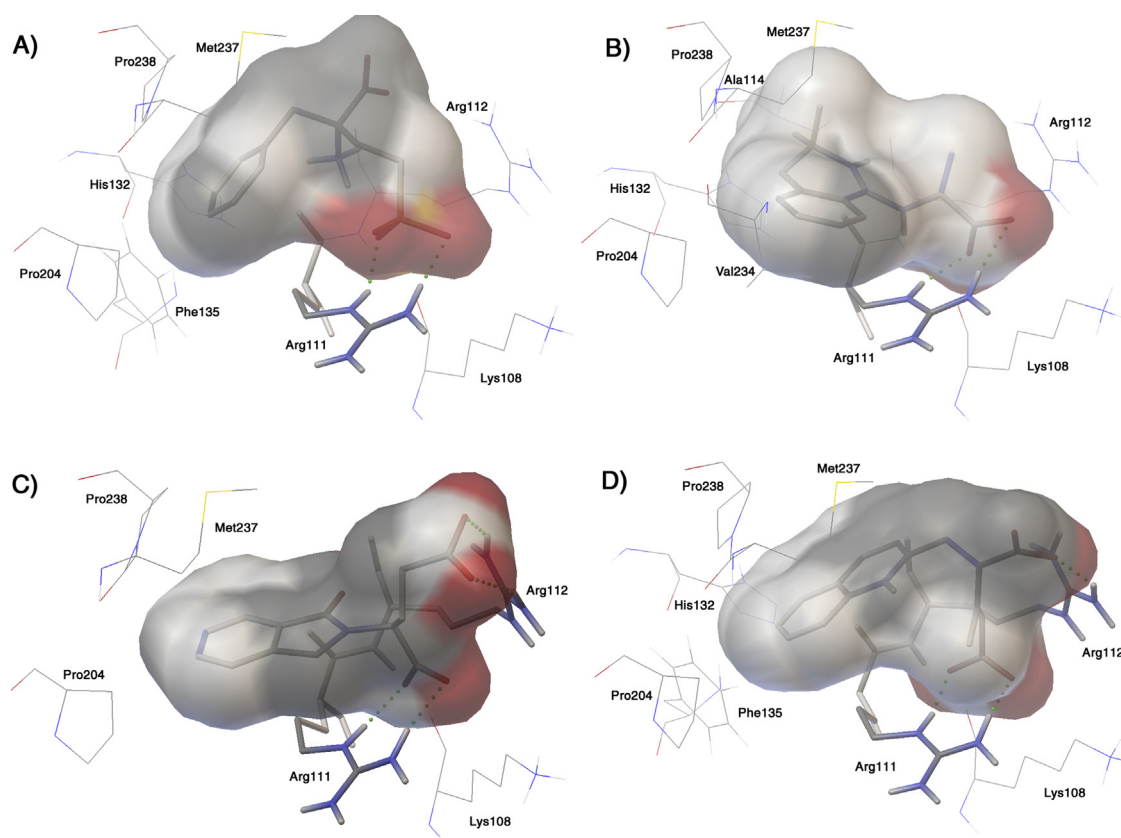 A)
Met237
Pro238
Arg112
His132
Pro204
Phe135
Arg111
Lys108
B)
Met237
Pro238
Ala114
Arg112
His132
Pro204
Val234
Arg111
Lys108
C)
Pro238
Met237
Arg112
Pro204
Arg111
Lys108
D)
Met237
Pro238
His132
Arg112
Pro204
Phe135
Arg111
Lys108